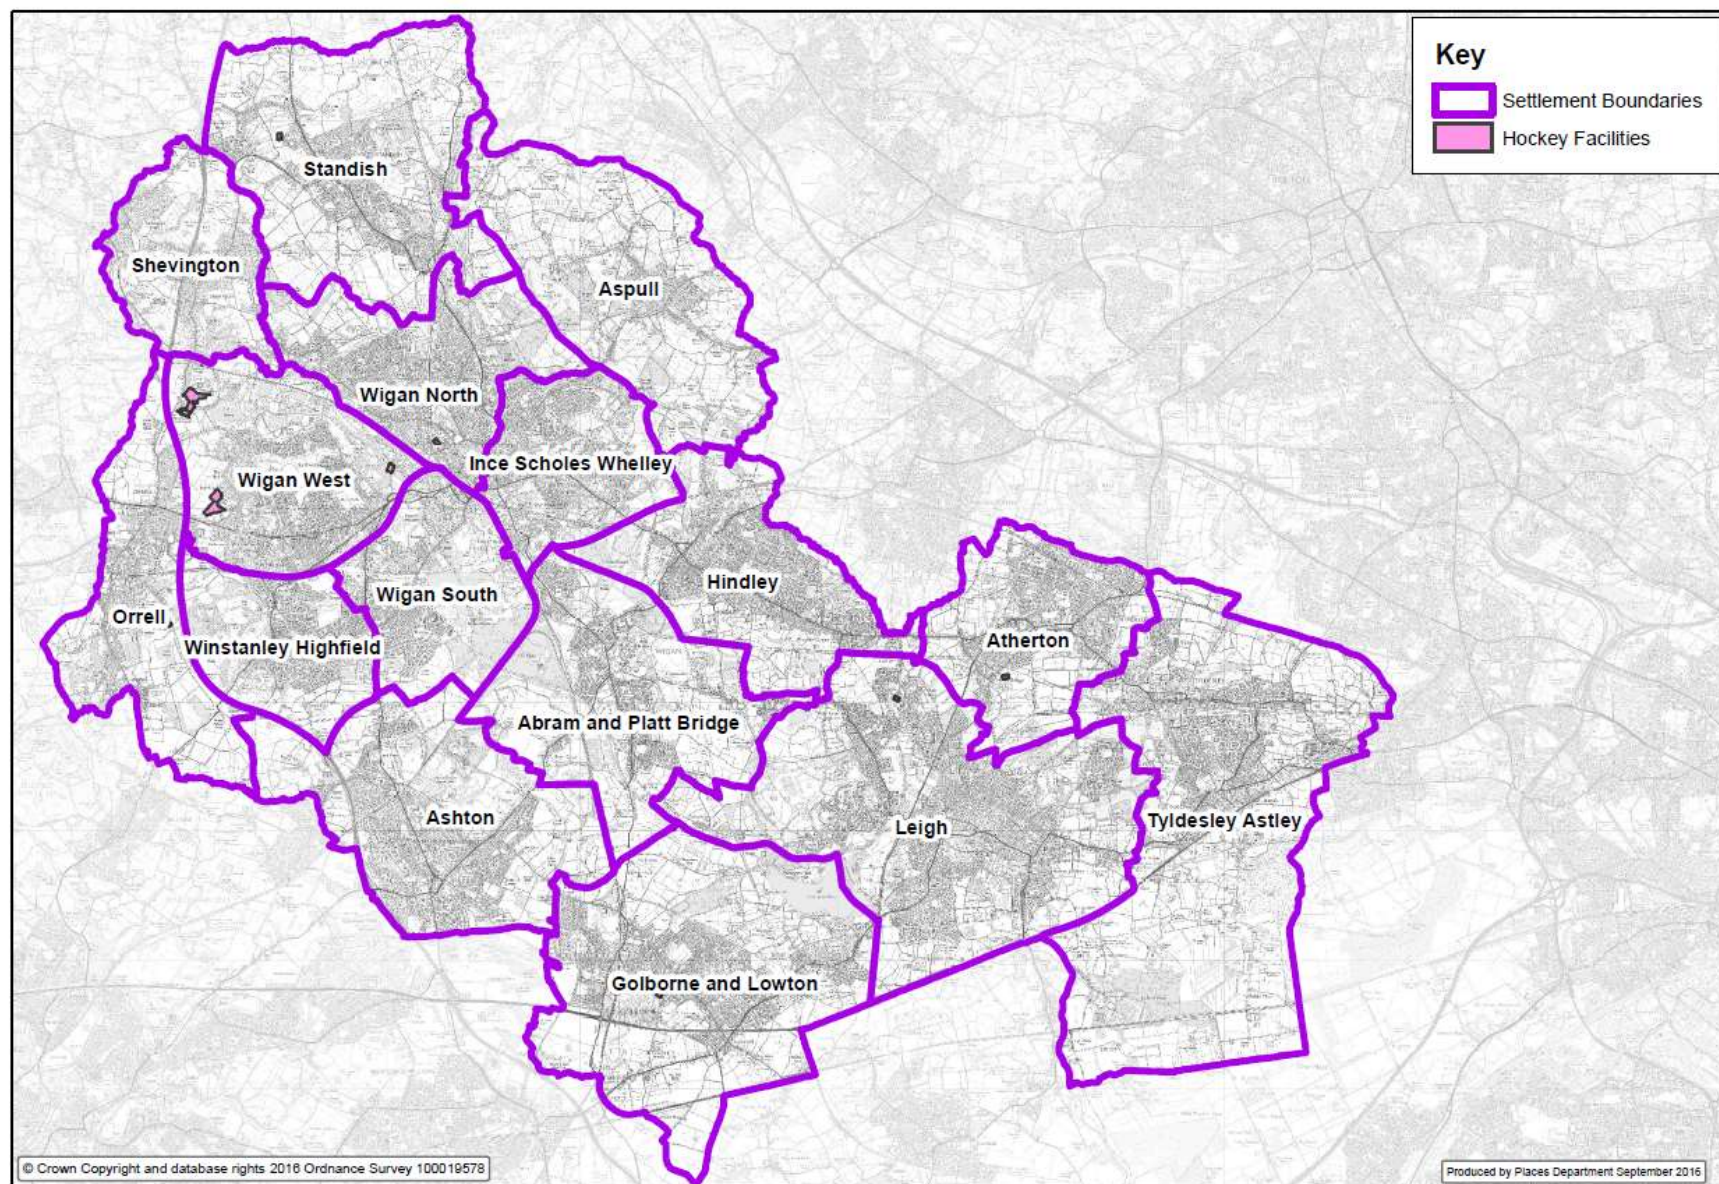 Key
Settlement Boundaries
Hockey Facilities
Standish
Shevington
Aspull
Wigan North
Ince Scholes Whelley
Wigan West
Hindley
Wigan South
Orrell
Winstanley Highfield
Atherton
Abram and Platt Bridge
Ashton
Leigh
Tyldesley Astley
Golborne and Lowton
© Crown Copyright and database rights 2016 Ordnance Survey 100019578
Produced by Places Department September 2016